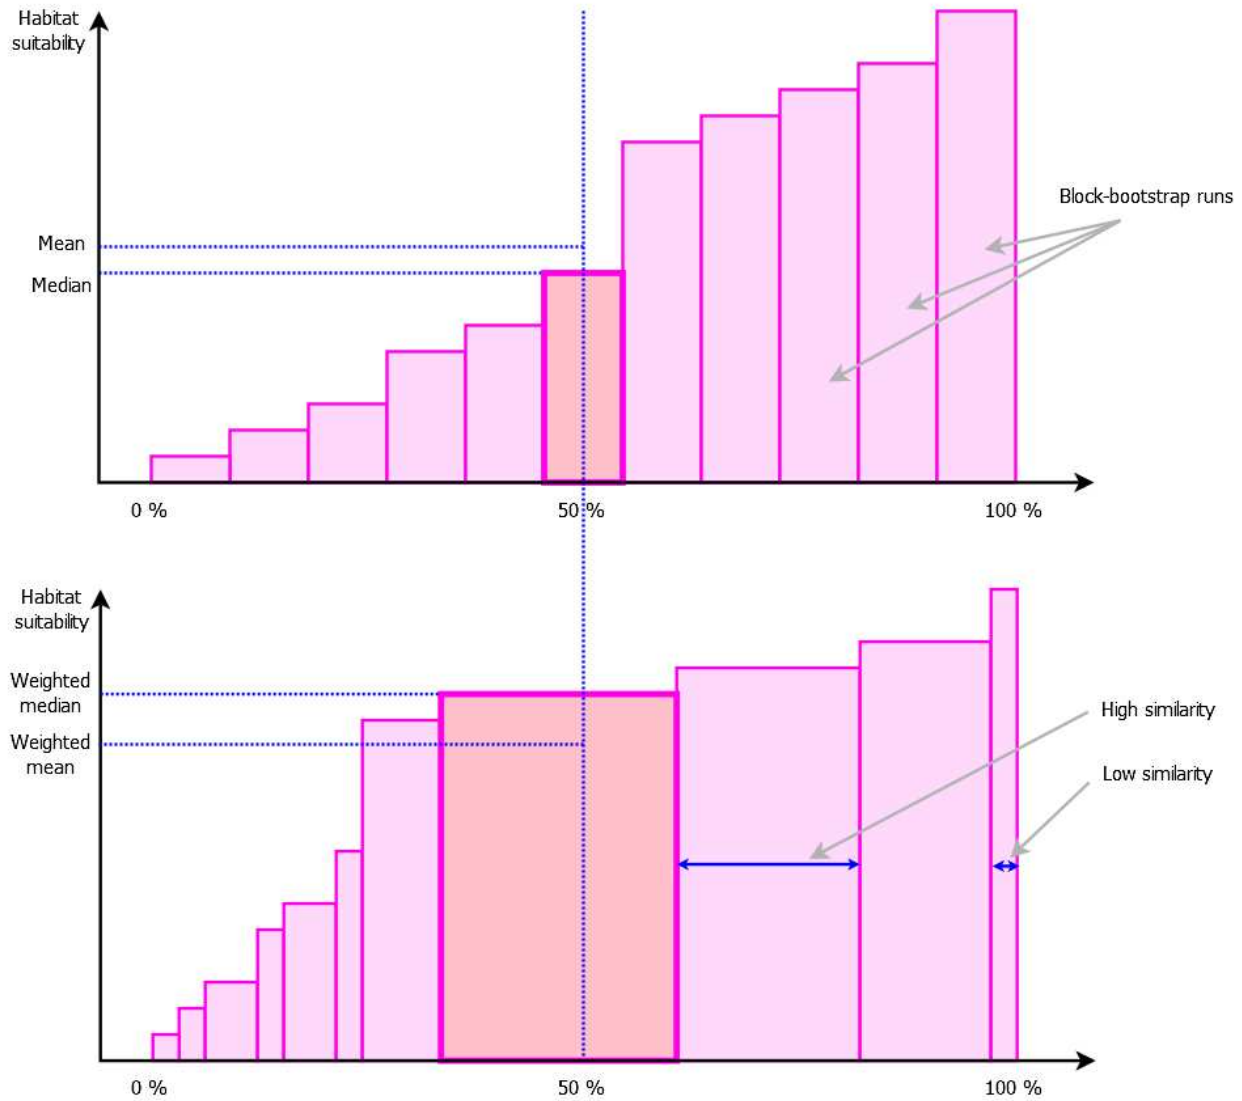 Habitat
suitability
Block-bootstrap runs
Mean
Median
0 %
50 %
100 %
Habitat
suitability
Weighted
median
High similarity
Weighted
mean
Low similarity
0 %
50 %
100 %